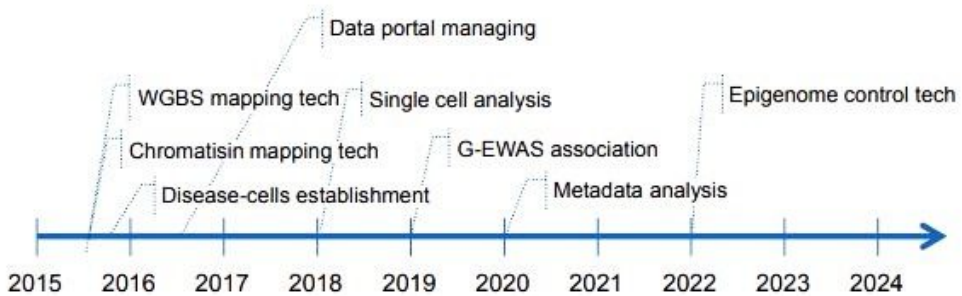 Data portal managing
WGBS mapping tech
Single cell analysis
Epigenome control tech
Chromatisin mapping tech
G-EWAS association
Disease-cells establishment
Metadata analysis
2015 2016 2017 2018 2019 2020 2021 2022 2023 2024